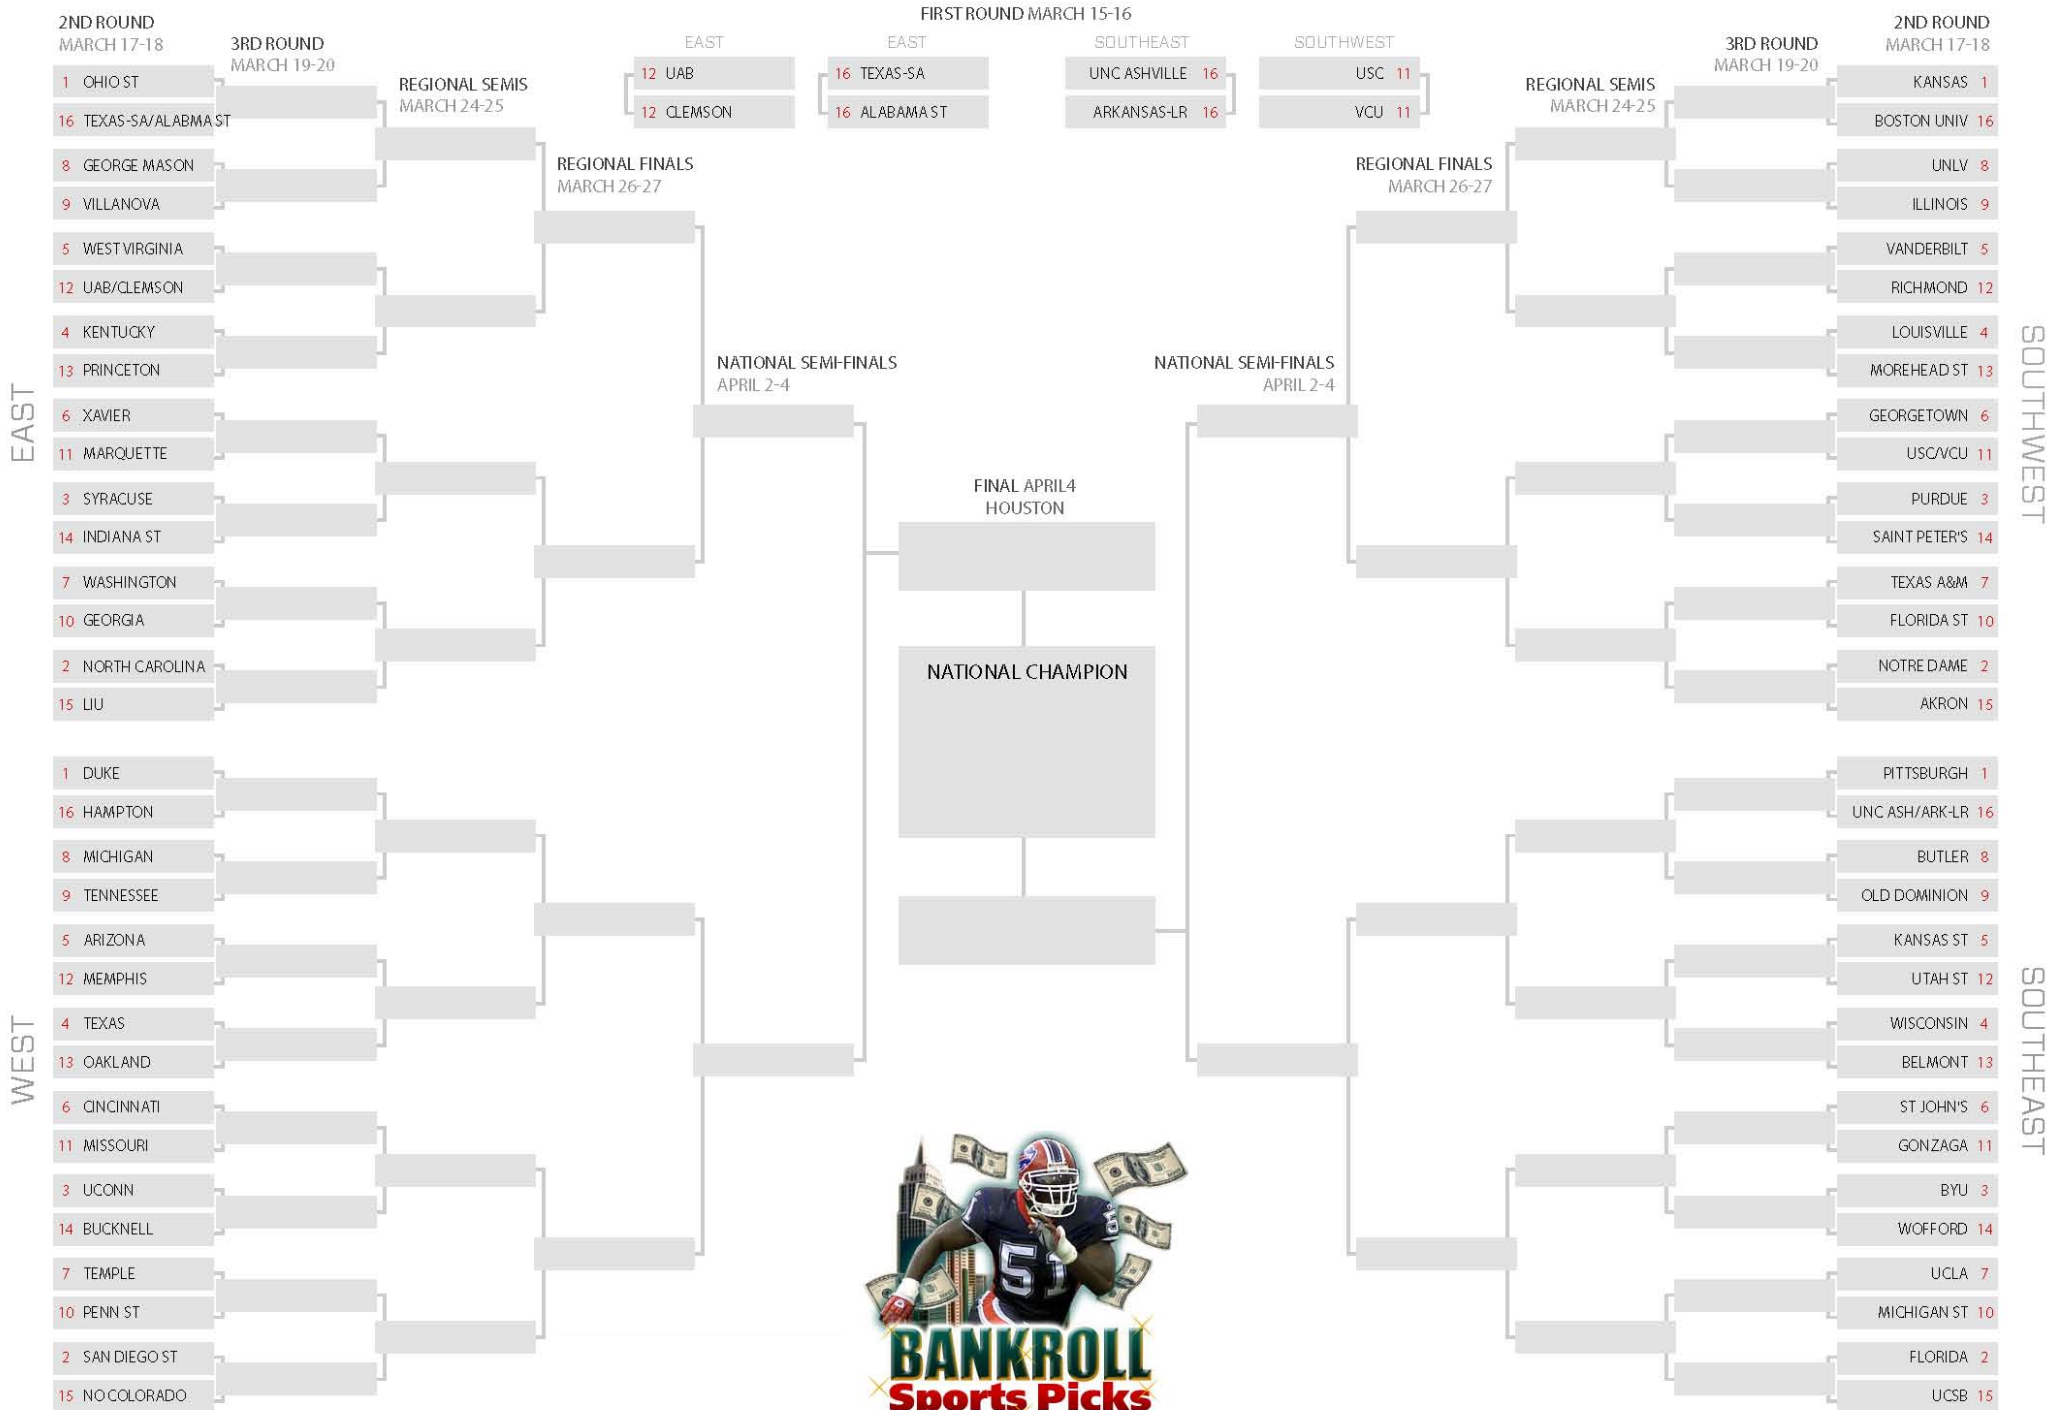 FIRST ROUND MARCH 15-16
EAST
12 UAB
12 CLEMSON
EAST
16 TEXAS-SA
16 ALABAMA ST
SOUTHEAST
UNC ASHVILLE 16
ARKANSAS-LR 16
SOUTHWEST
USC 11
VCU 11
2ND ROUND
MARCH 17-18
3RD ROUND
MARCH 19-20
REGIONAL SEMIS
MARCH 24-25
REGIONAL FINALS
MARCH 26-27
NATIONAL SEMI-FINALS
APRIL 2-4
EAST
1 OHIO ST
16 TEXAS-SA/ALABMA ST
8 GEORGE MASON
9 VILLANOVA
5 WEST VIRGINIA
12 UAB/CLEMSON
4 KENTUCKY
13 PRINCETON
6 XAVIER
11 MARQUETTE
3 SYRACUSE
14 INDIANA ST
7 WASHINGTON
10 GEORGIA
2 NORTH CAROLINA
15 LIU
WEST
1 DUKE
16 HAMPTON
8 MICHIGAN
9 TENNESSEE
5 ARIZONA
12 MEMPHIS
4 TEXAS
13 OAKLAND
6 CINCINNATI
11 MISSOURI
3 UCONN
14 BUCKNELL
7 TEMPLE
10 PENN ST
2 SAN DIEGO ST
15 NO COLORADO
FINAL APRIL 4
HOUSTON
NATIONAL CHAMPION
51
BANKROLL
Sports Picks
2ND ROUND
MARCH 17-18
3RD ROUND
MARCH 19-20
REGIONAL SEMIS
MARCH 24-25
REGIONAL FINALS
MARCH 26-27
NATIONAL SEMI-FINALS
APRIL 2-4
SOUTHWEST
KANSAS 1
BOSTON UNIV 16
UNLV 8
ILLINOIS 9
VANDERBILT 5
RICHMOND 12
LOUISVILLE 4
MOREHEAD ST 13
GEORGETOWN 6
USC/VCU 11
PURDUE 3
SAINT PETER'S 14
TEXAS A&M 7
FLORIDA ST 10
NOTRE DAME 2
AKRON 15
SOUTHEAST
PITTSBURGH 1
UNC ASH/ARK-LR 16
BUTLER 8
OLD DOMINION 9
KANSAS ST 5
UTAH ST 12
WISCONSIN 4
BELMONT 13
ST JOHN'S 6
GONZAGA 11
BYU 3
WOFFORD 14
UCLA 7
MICHIGAN ST 10
FLORIDA 2
UCSB 15